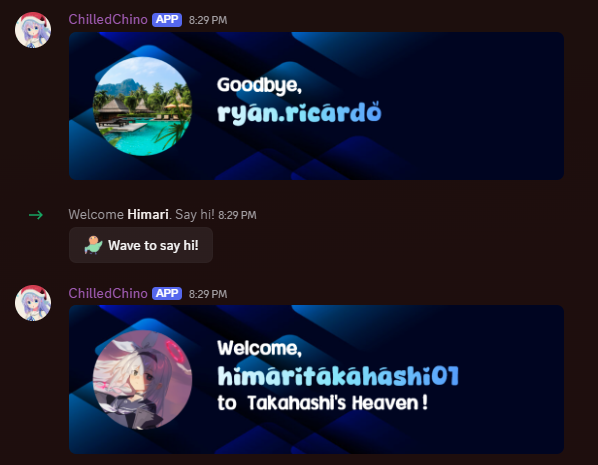 ChilledChino APP 8:29 PM
Goodbye,
ryan.ricardo
Welcome Himari. Say hi! 8:29 PM
Wave to say hi!
ChilledChino APP 8:29 PM
Welcome,
himaritakahashi01
to Takahashi's Heaven!